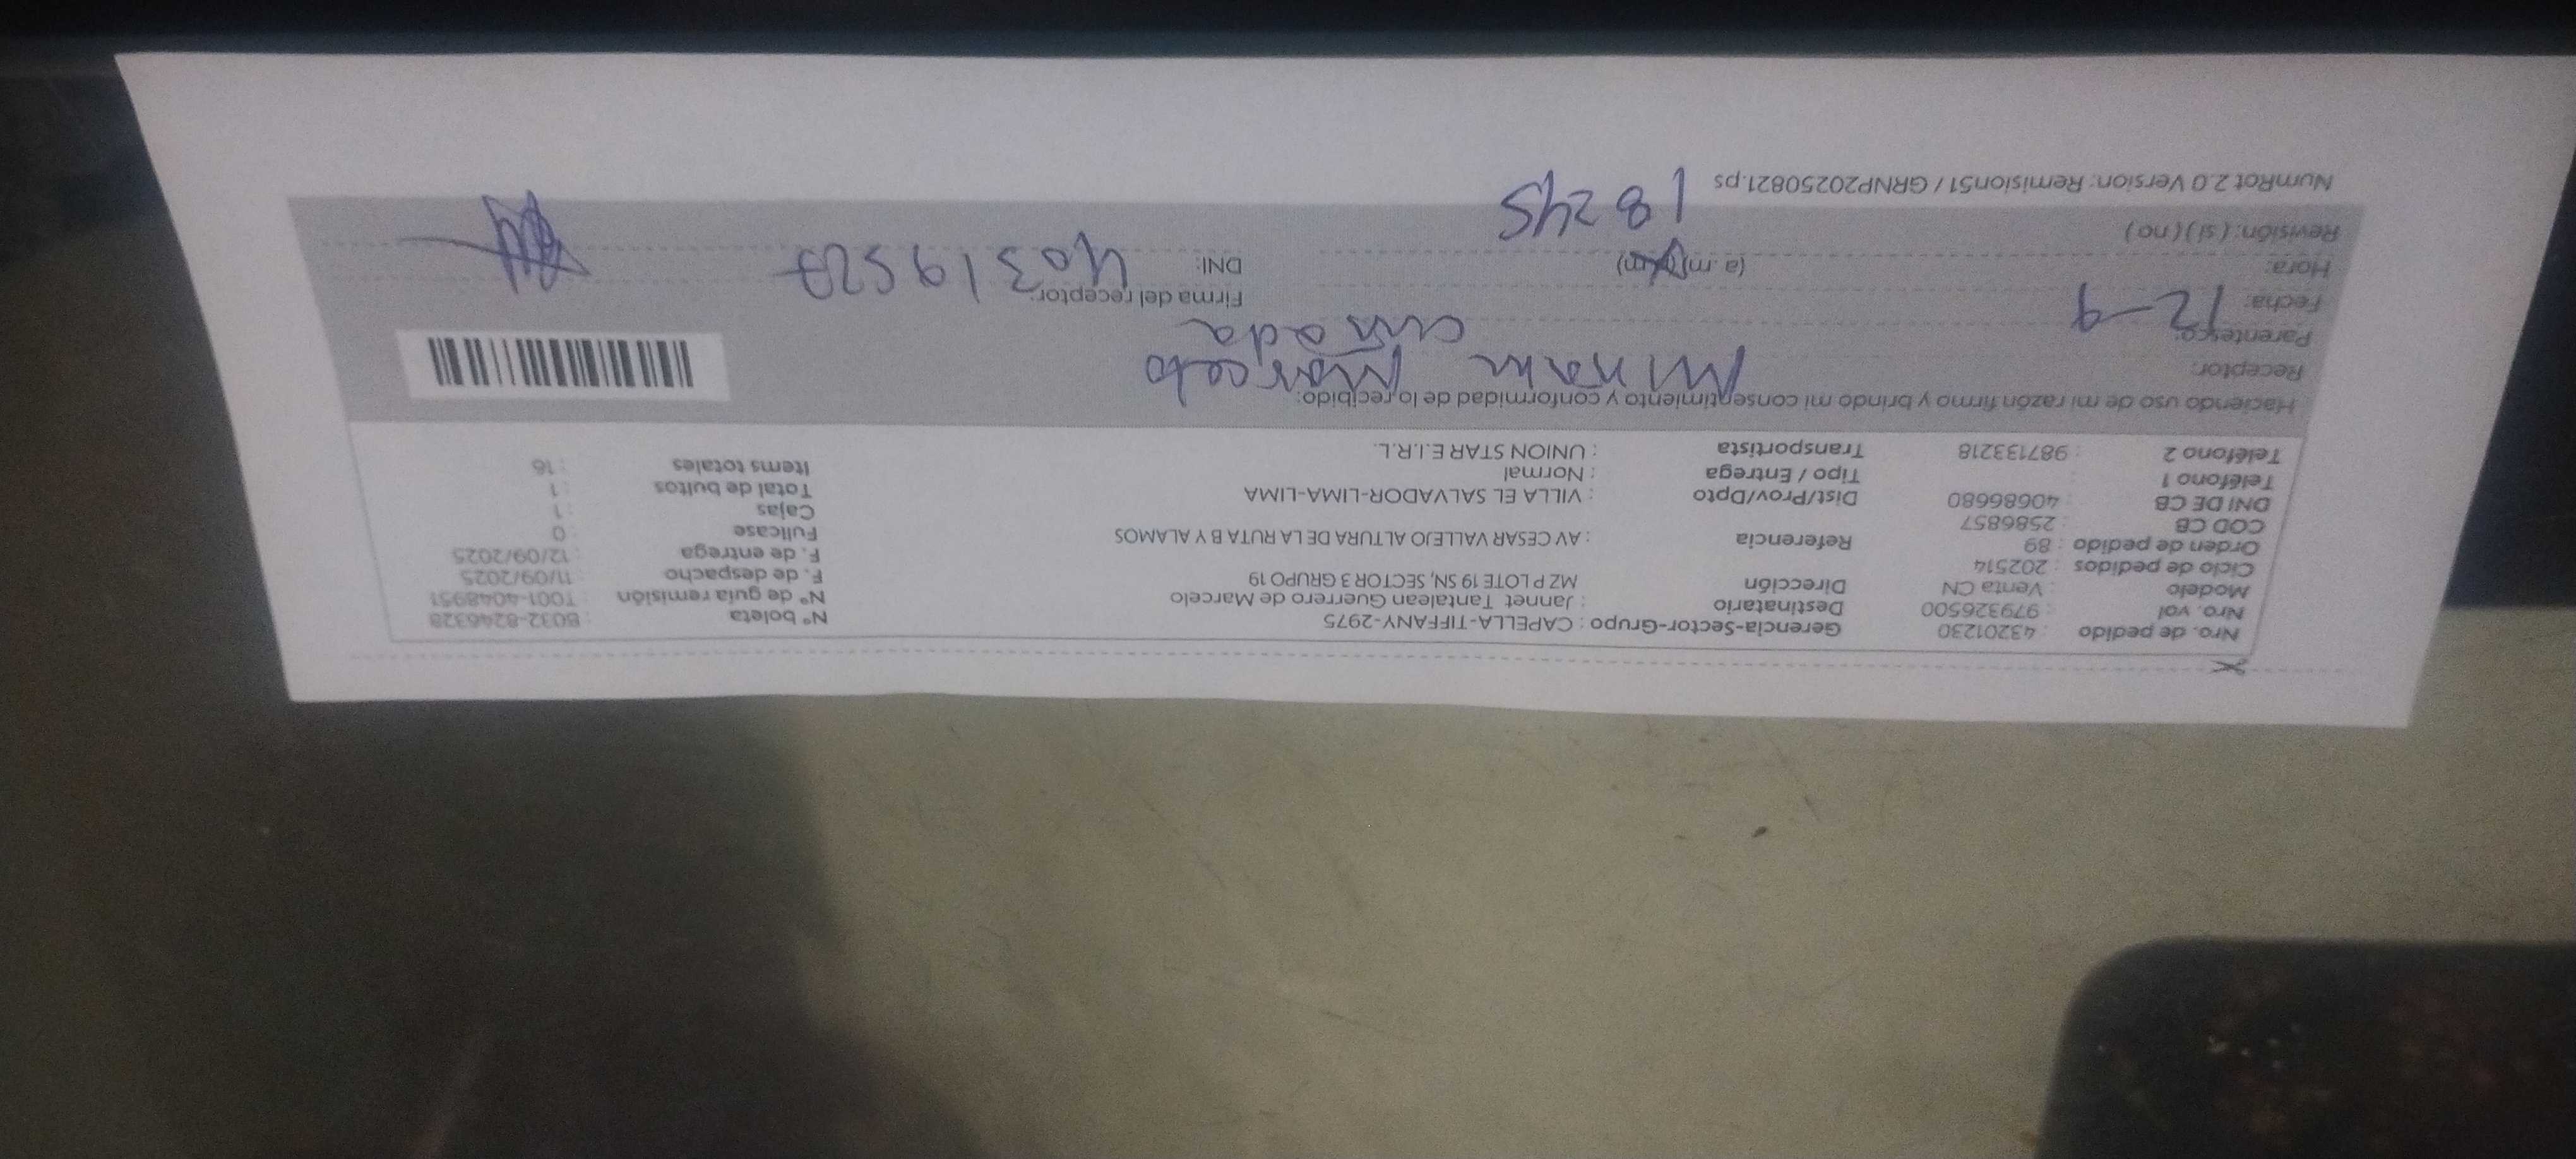 Nro. de pedido : 43201230 Gerencia-Sector-Grupo : CAPELLA-TIFFANY-2975 N° boleta : B032-8246328
Nro. vol : 979326500 Destinatario : Jannet Tantalean Guerrero de Marcelo N° de guía remisión : T001-4048951
Modelo : Venta CN Dirección MZ P LOTE 19 SN, SECTOR 3 GRUPO 19 F. de despacho : 11/09/2025
Ciclo de pedidos : 202514 F. de entrega : 12/09/2025
Orden de pedido : 89 Referencia : AV CESAR VALLEJO ALTURA DE LA RUTA B Y ALAMOS Fullcase : 0
COD CB : 2586857 Cajas : 1
DNI DE CB : 40686680 Dist/Prov/Dpto : VILLA EL SALVADOR-LIMA-LIMA Total de bultos : 1
Teléfono 1 : Tipo / Entrega : Normal Items totales : 16
Teléfono 2 : 987133218 Transportista : UNION STAR E.I.R.L.
Haciendo uso de mi razón firmo y brindo mi consentimiento y conformidad de lo recibido:
Receptor: Marcelo
Parentesco: cuñada
Fecha: 12-9 Firma del receptor:
Hora: (a.m) (p.m) DNI:
1824S
Revisión: ( si ) ( no )
NumRot 2.0 Version: Remision51 / GRNP20250821.ps